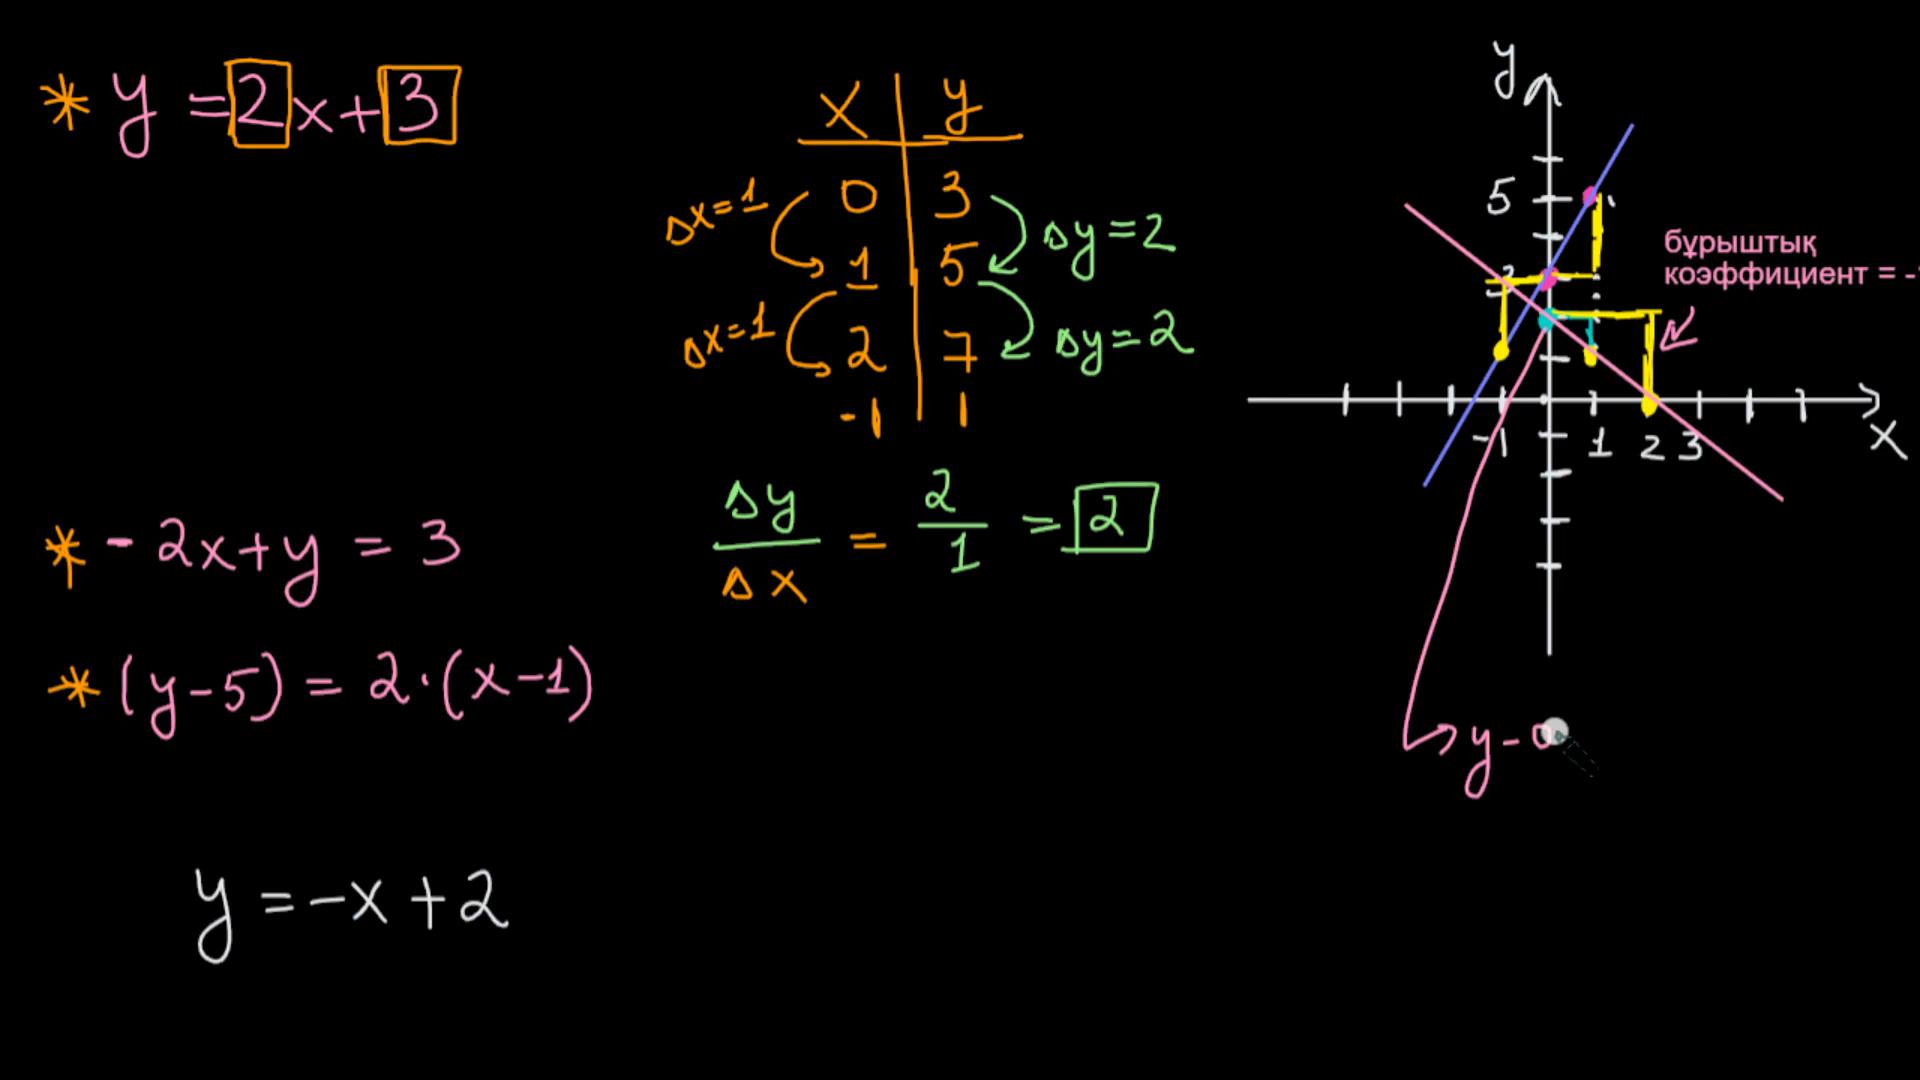 * y = 2x + 3
x | y
0 | 3
1 | 5
2 | 7
-1 | 1
Δx = 1
Δy = 2
Δx = 1
Δy = 2
Δy/Δx = 2/1 = 2
* -2x + y = 3
* (y - 5) = 2 · (x - 1)
y = -x + 2
y
5
3
бұрыштық
коэффициент = -
-1 1 2 3
x
y -